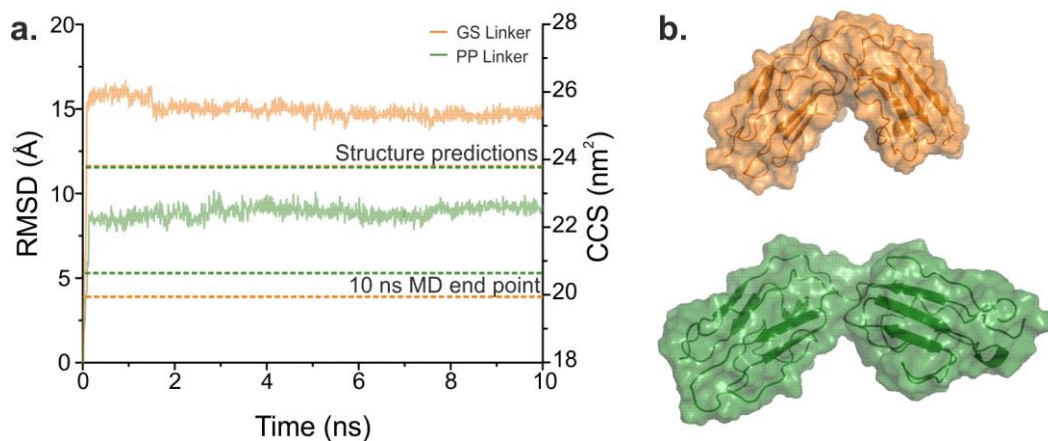 a.
GS Linker
PP Linker
RMSD (Å)
20
15
10
5
0
Structure predictions
10 ns MD end point
CCS (nm²)
28
26
24
22
20
18
0 2 4 6 8 10
Time (ns)
b.